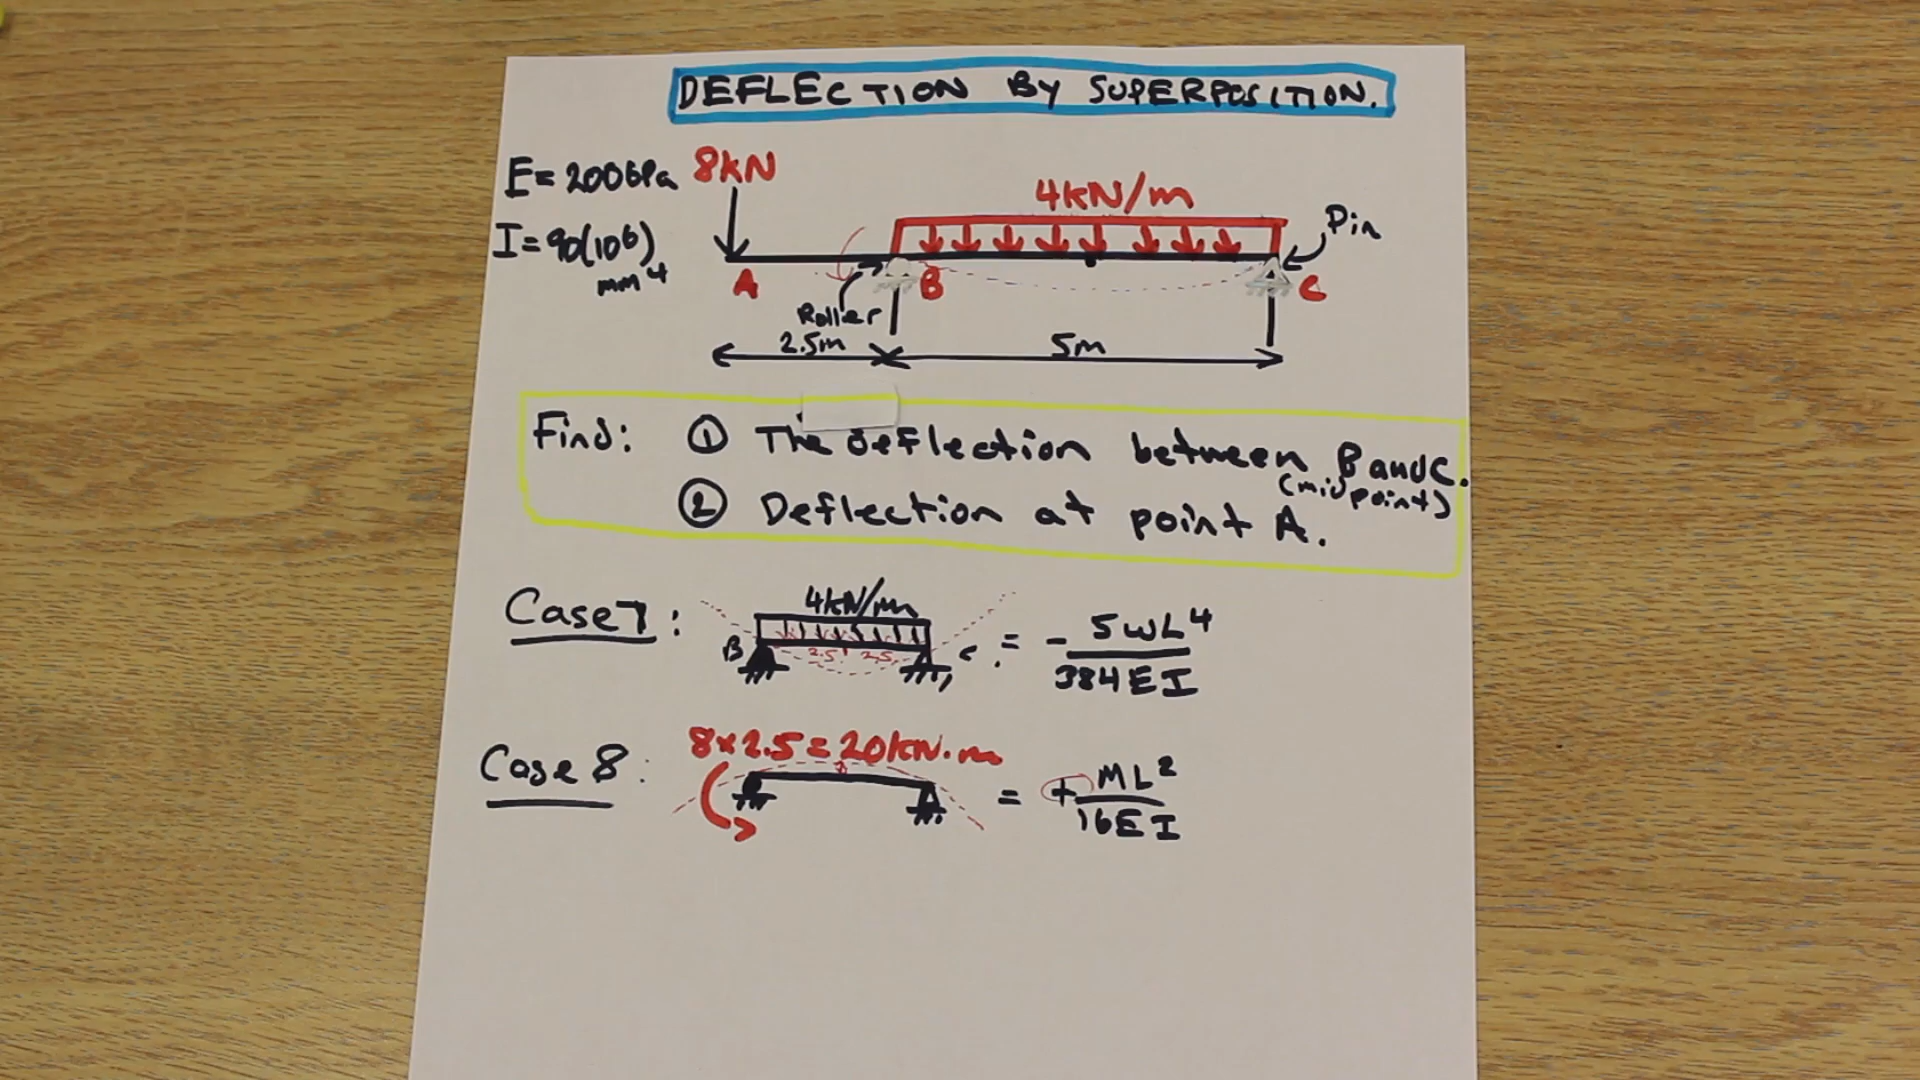 DEFLECTION BY SUPERPOSITION.
E = 200GPa
I = 90(10⁶) mm⁴
8kN
4kN/m
Pin
A
B
C
Roller
2.5m
5m
Find: ① The deflection between B and C.
(mid point)
② Deflection at point A.
Case 7:
4kN/m
B
2.5 2.5
C
= - 5wL⁴
384EI
Case 8:
8×2.5=20kN.m
= + ML²
16EI